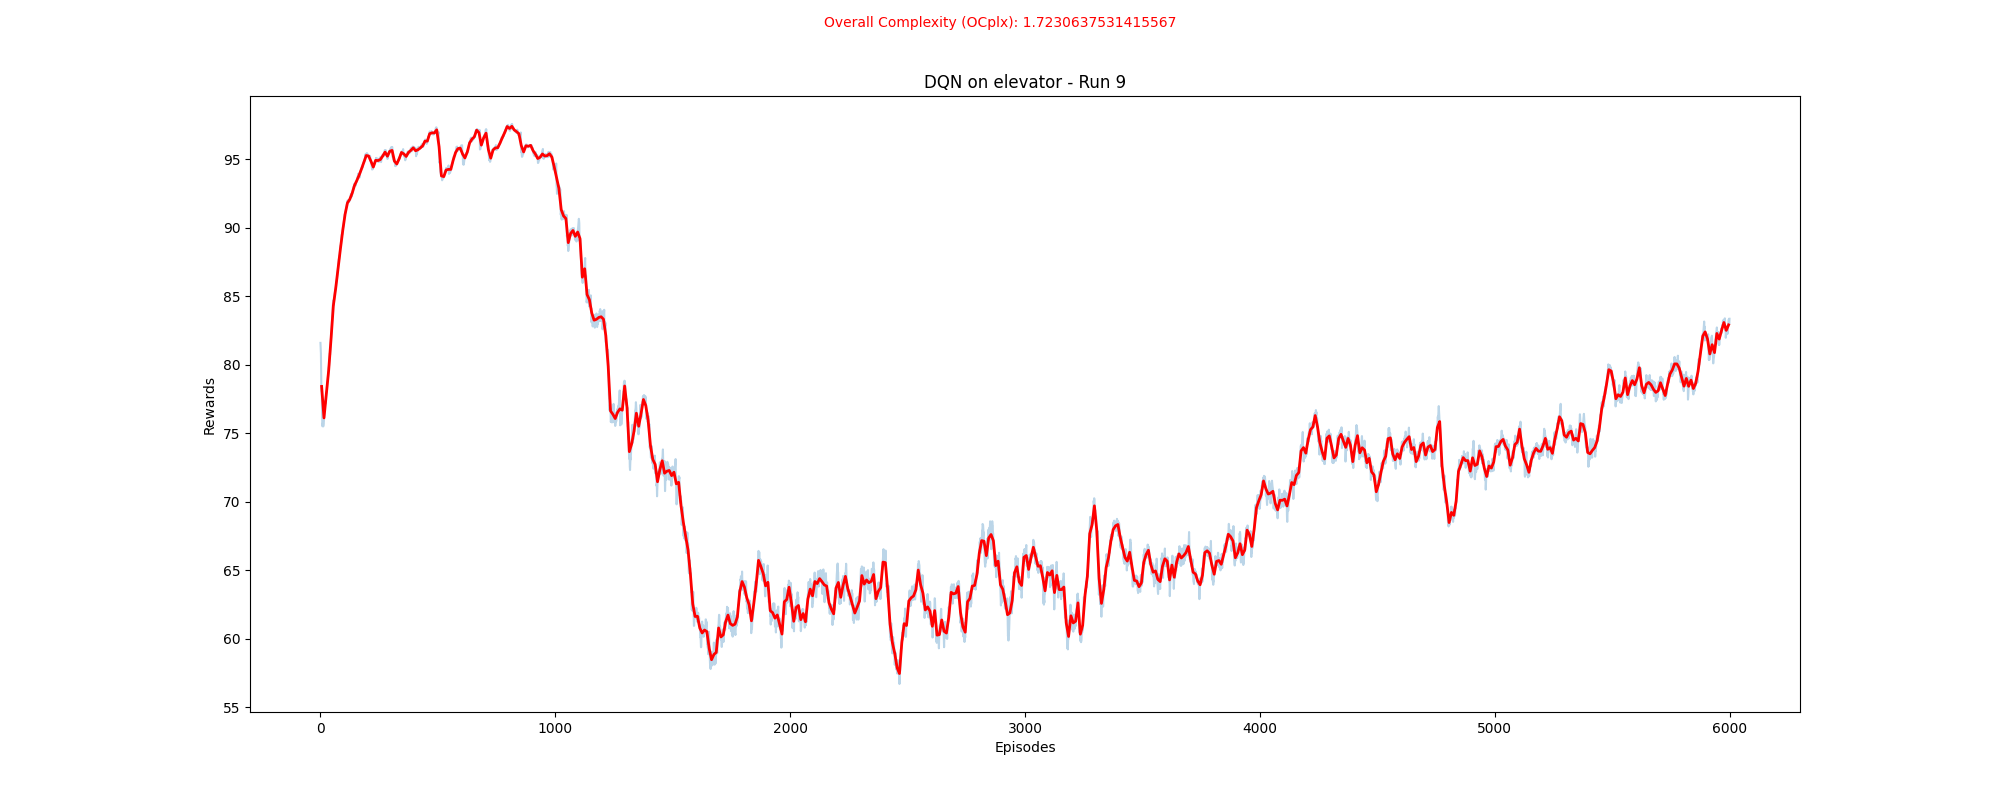 Overall Complexity (OCplx): 1.7230637531415567
DQN on elevator - Run 9
95
90
85
80
75
70
65
60
55
Rewards
0 1000 2000 3000 4000 5000 6000
Episodes